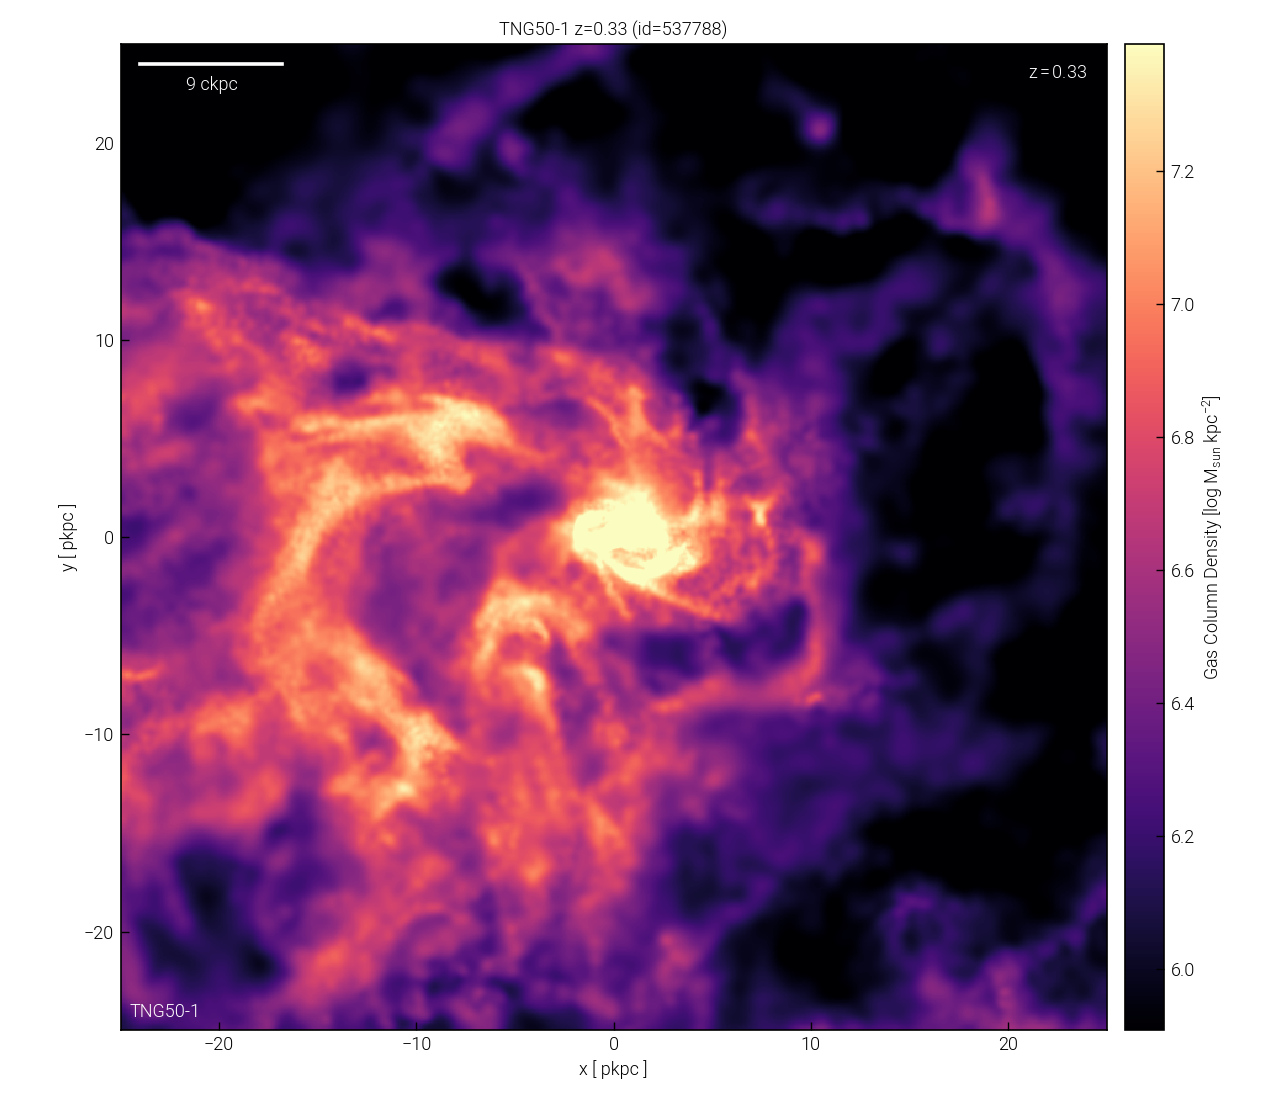 TNG50-1 z=0.33 (id=537788)
9 ckpc
z=0.33
20
10
0
−10
−20
y [ pkpc ]
TNG50-1
−20
−10
0
10
20
x [ pkpc ]
7.2
7.0
6.8
6.6
6.4
6.2
6.0
Gas Column Density [log M_sun kpc^−2]